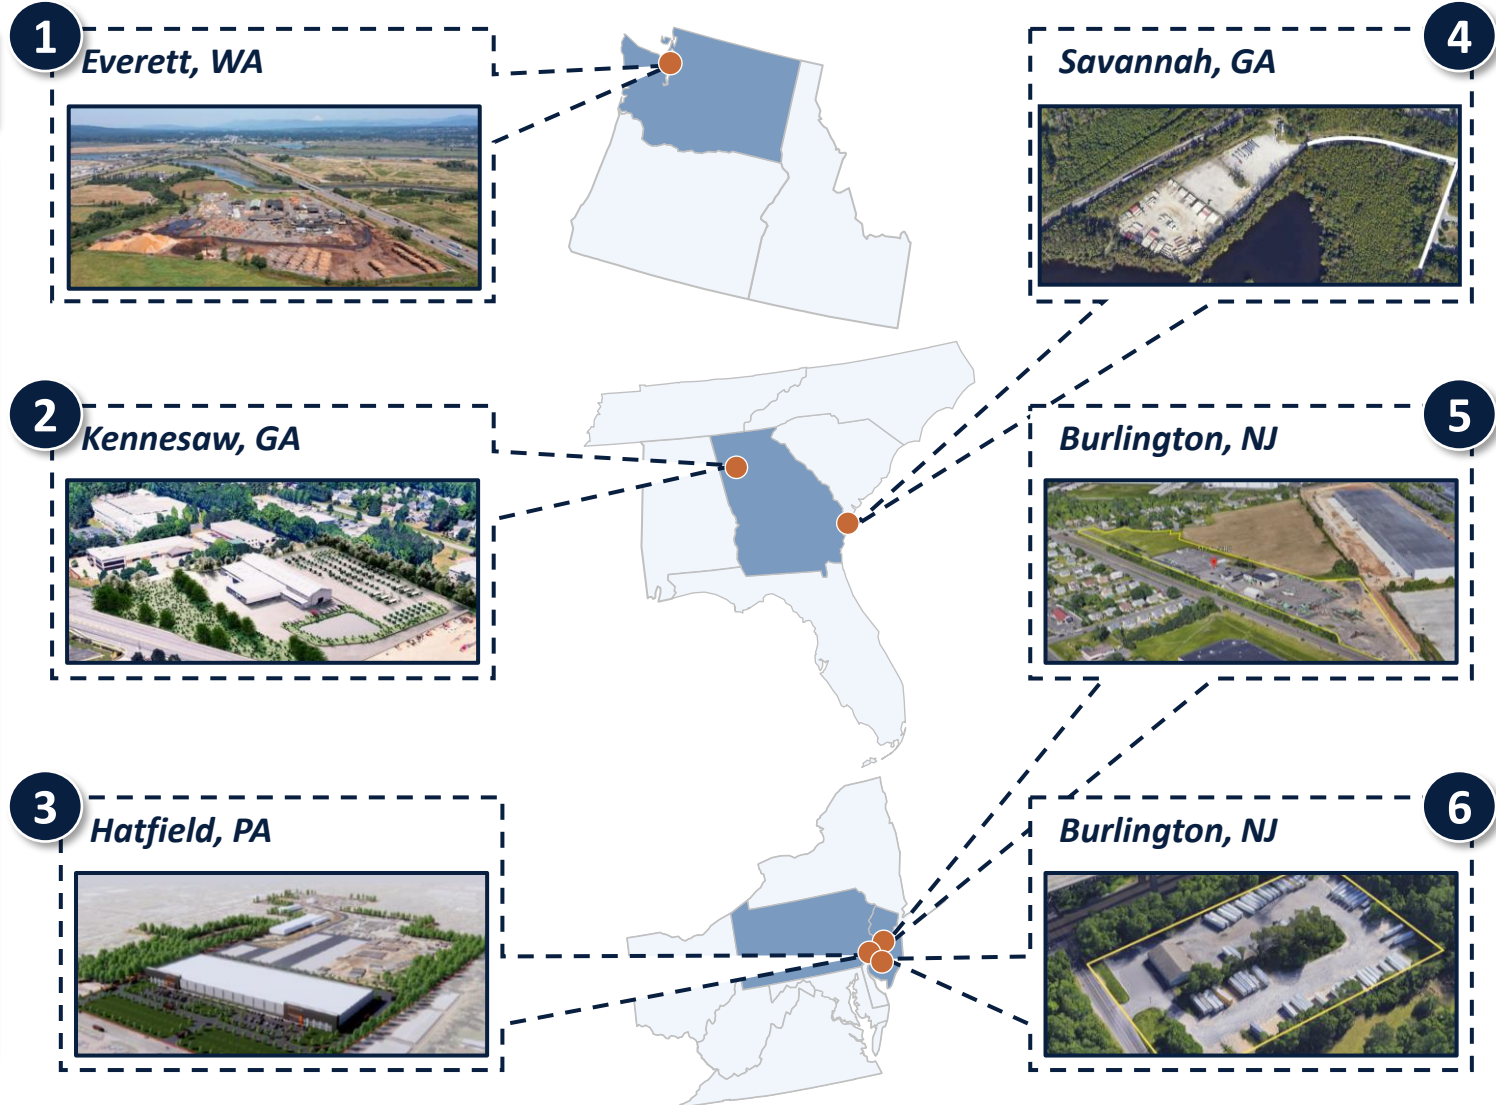 1
Everett, WA
2
Kennesaw, GA
3
Hatfield, PA
4
Savannah, GA
5
Burlington, NJ
6
Burlington, NJ